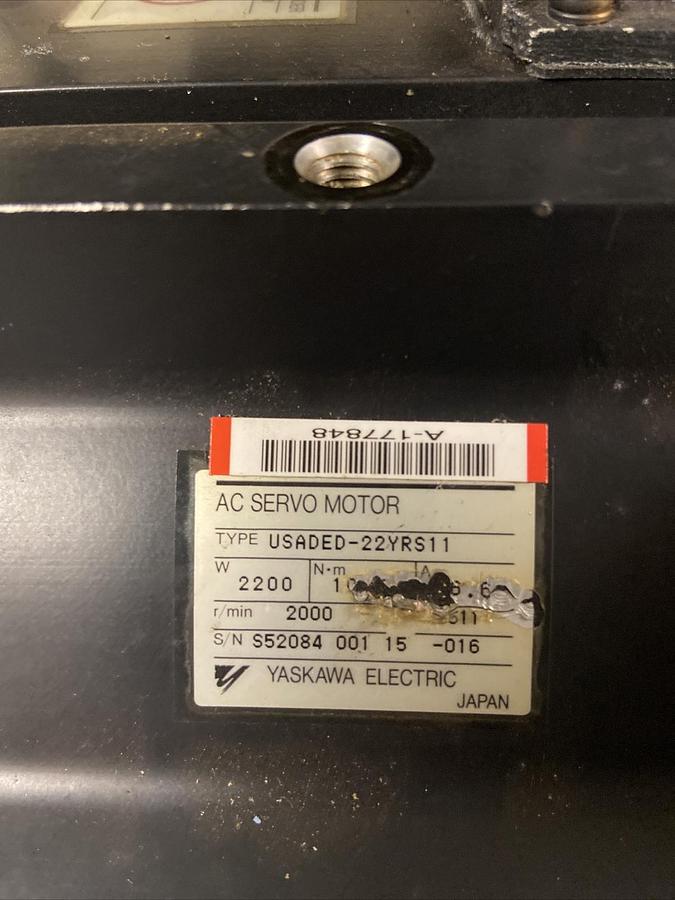 A-177848
AC SERVO MOTOR
TYPE USADED-22YRS11
W N·m A
2200
r/min 2000
S/N S52084 001 15 -016
YASKAWA ELECTRIC
JAPAN